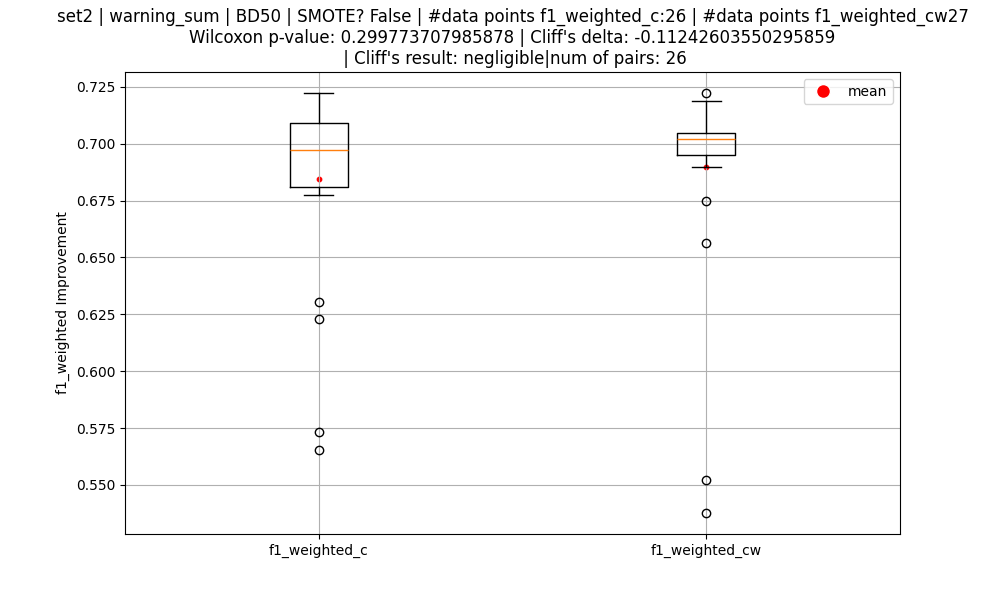 set2 | warning_sum | BD50 | SMOTE? False | #data points f1_weighted_c:26 | #data points f1_weighted_cw27
Wilcoxon p-value: 0.299773707985878 | Cliff's delta: -0.11242603550295859
| Cliff's result: negligible|num of pairs: 26
mean
0.725
0.700
0.675
0.650
0.625
0.600
0.575
0.550
f1_weighted Improvement
f1_weighted_c
f1_weighted_cw